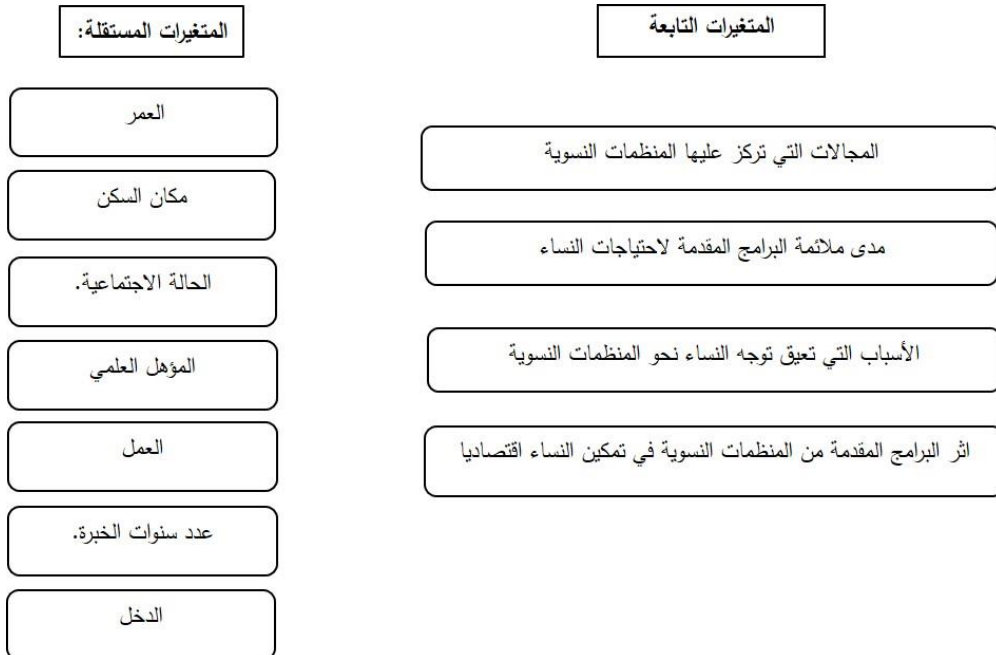 المتغيرات التابعة
المجالات التي تركز عليها المنظمات النسوية
مدى ملائمة البرامج المقدمة لاحتياجات النساء
الأسباب التي تعيق توجه النساء نحو المنظمات النسوية
اثر البرامج المقدمة من المنظمات النسوية في تمكين النساء اقتصاديا
المتغيرات المستقلة:
العمر
مكان السكن
الحالة الاجتماعية.
المؤهل العلمي
العمل
عدد سنوات الخبرة.
الدخل